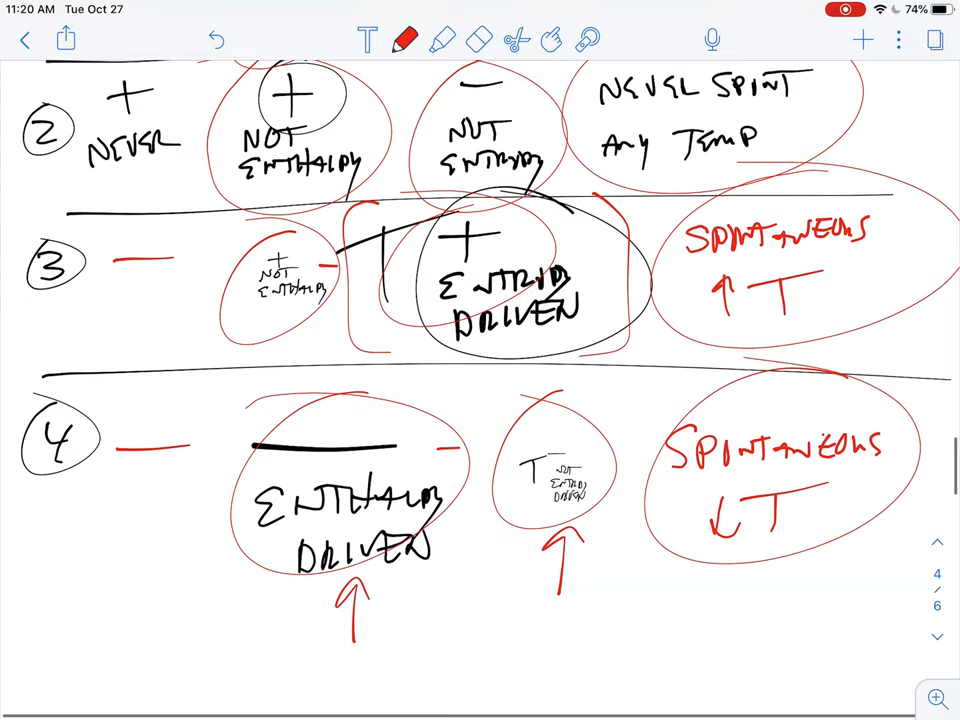 11:20 AM Tue Oct 27
74%
T
+ + − NEVER SPONT
2 NOT NOT
NEVER ENTHALPY ENTROPY ANY TEMP
3 − + − T + SPONTANEOUS
NOT ENTROPY ↑ T
ENTHALPY DRIVEN
4 − — − T − SPONTANEOUS
ENTHALPY NOT ↓ T
DRIVEN ENTROPY
DRIVEN
4
/
6